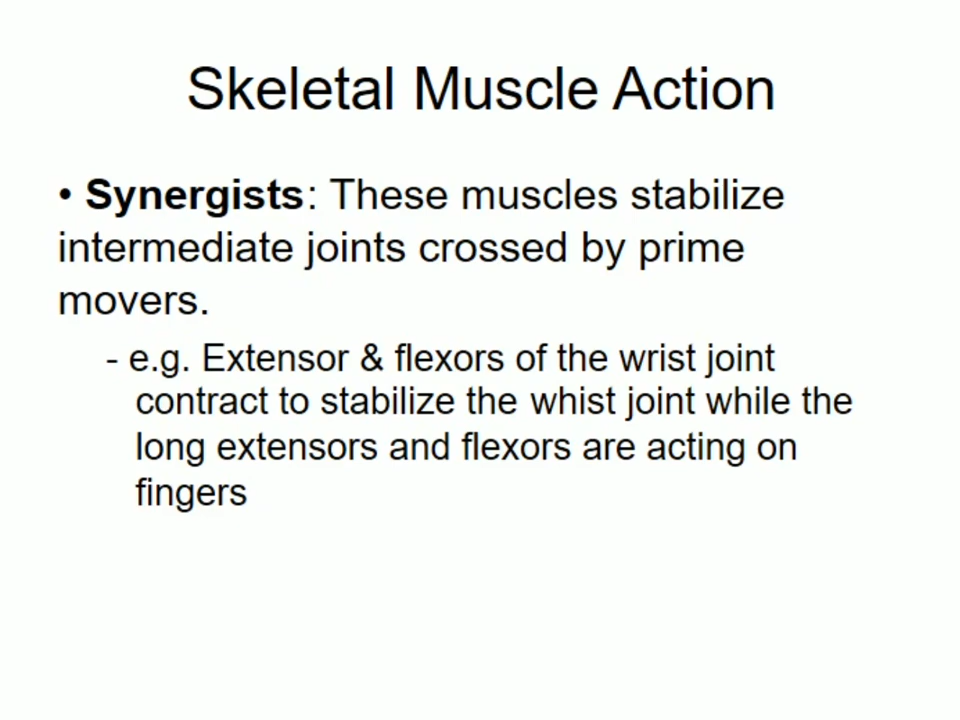 Skeletal Muscle Action
• Synergists: These muscles stabilize
intermediate joints crossed by prime
movers.
- e.g. Extensor & flexors of the wrist joint
contract to stabilize the whist joint while the
long extensors and flexors are acting on
fingers